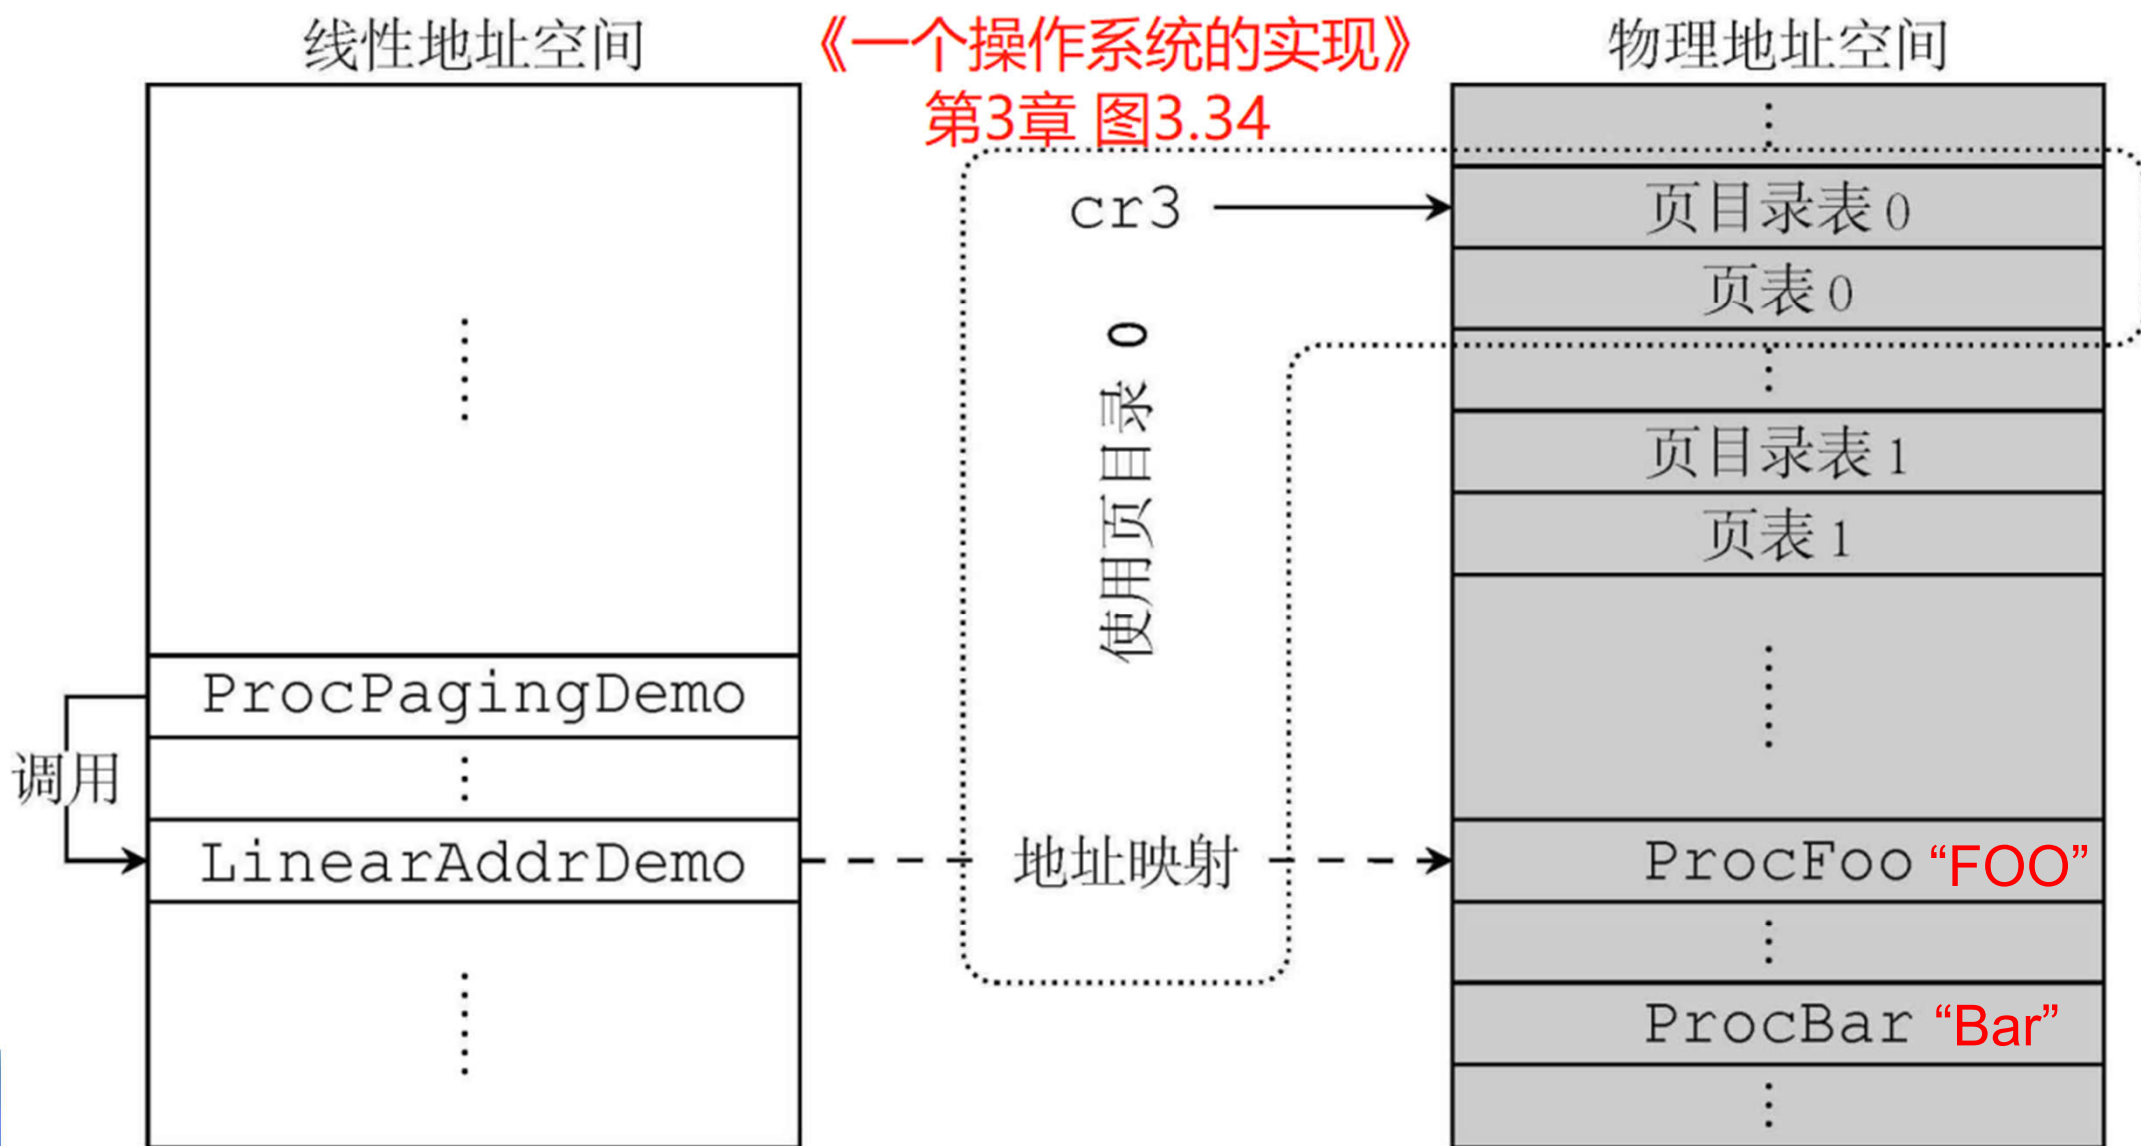 线性地址空间
《一个操作系统的实现》
第3章 图3.34
物理地址空间
cr3
页目录表 0
页表 0
使用页目录 0
页目录表 1
页表 1
ProcPagingDemo
调用
LinearAddrDemo
地址映射
ProcFoo “FOO”
ProcBar “Bar”